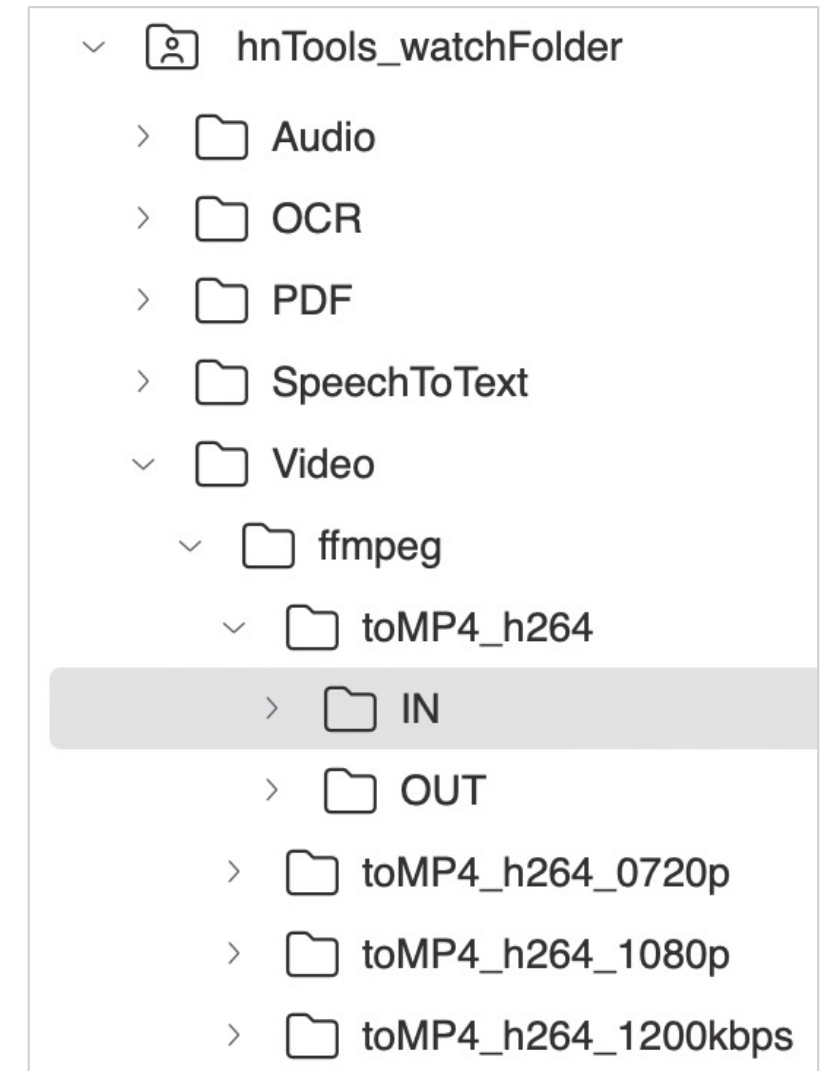 hnTools_watchFolder
Audio
OCR
PDF
SpeechToText
Video
ffmpeg
toMP4_h264
IN
OUT
toMP4_h264_0720p
toMP4_h264_1080p
toMP4_h264_1200kbps